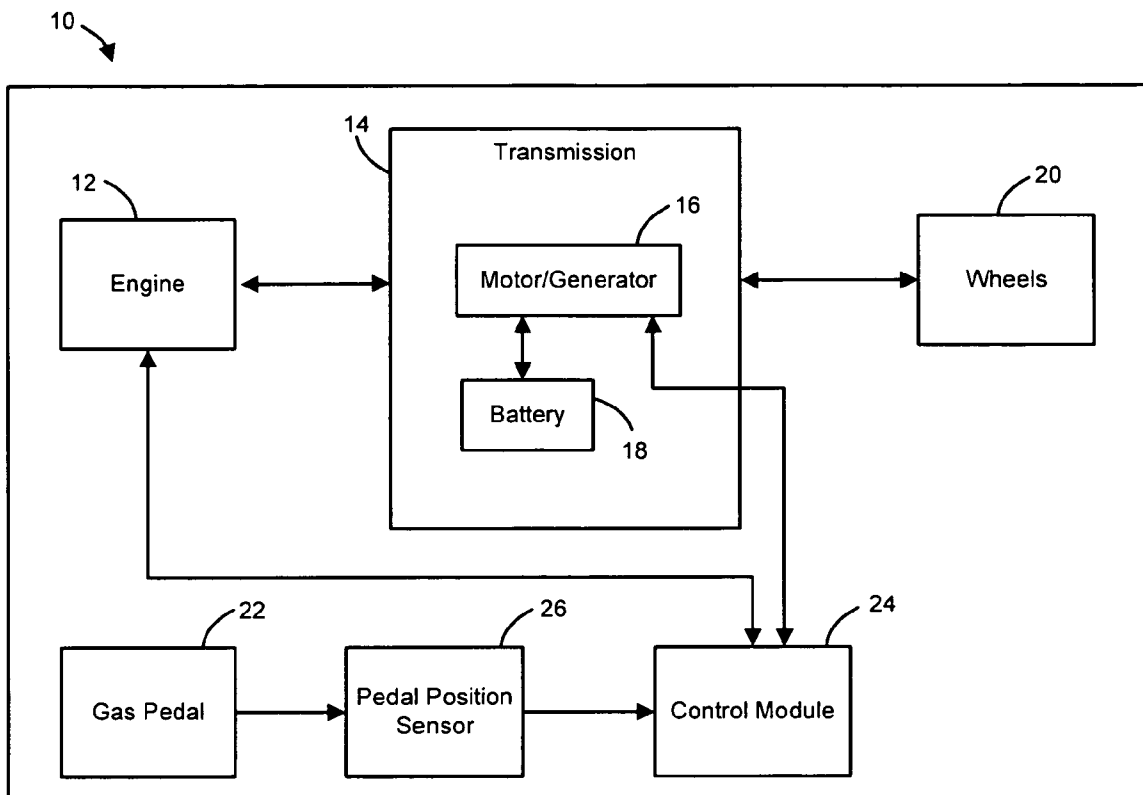 10
14
Transmission
12
16
20
Engine
Motor/Generator
Wheels
Battery
18
22
26
24
Gas Pedal
Pedal Position
Sensor
Control Module